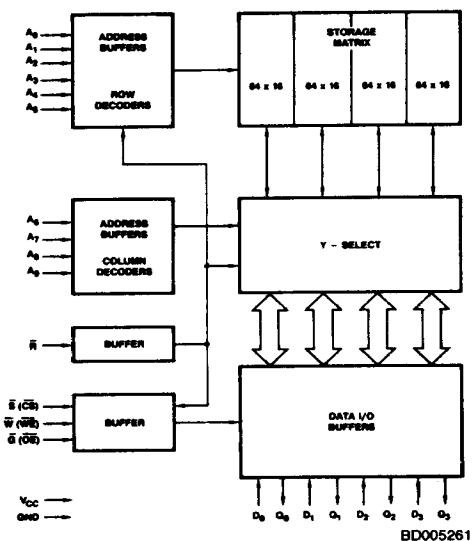 A₀
A₁
A₂
A₃
A₄
A₅
ADDRESS
BUFFERS
ROW
DECODERS
STORAGE
MATRIX
64 x 16
64 x 16
64 x 16
64 x 16
A₆
A₇
A₈
A₉
ADDRESS
BUFFERS
COLUMN
DECODERS
Y – SELECT
R̅
BUFFER
S̅ (C̅S̅)
W̅ (W̅E̅)
G̅ (O̅E̅)
BUFFER
DATA I/O
BUFFERS
VCC
GND
D₀ Q₀ D₁ Q₁ D₂ Q₂ D₃ Q₃
BD005261